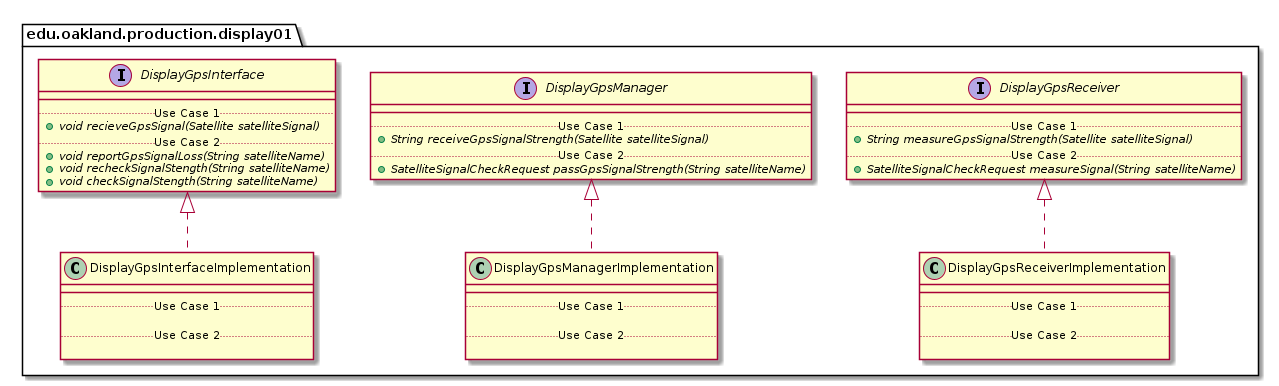 edu.oakland.production.display01
I DisplayGpsInterface
Use Case 1
void recieveGpsSignal(Satellite satelliteSignal)
Use Case 2
void reportGpsSignalLoss(String satelliteName)
void recheckSignalStength(String satelliteName)
void checkSignalStength(String satelliteName)
I DisplayGpsManager
Use Case 1
String receiveGpsSignalStrength(Satellite satelliteSignal)
Use Case 2
SatelliteSignalCheckRequest passGpsSignalStrength(String satelliteName)
I DisplayGpsReceiver
Use Case 1
String measureGpsSignalStrength(Satellite satelliteSignal)
Use Case 2
SatelliteSignalCheckRequest measureSignal(String satelliteName)
C DisplayGpsInterfaceImplementation
Use Case 1
Use Case 2
C DisplayGpsManagerImplementation
Use Case 1
Use Case 2
C DisplayGpsReceiverImplementation
Use Case 1
Use Case 2